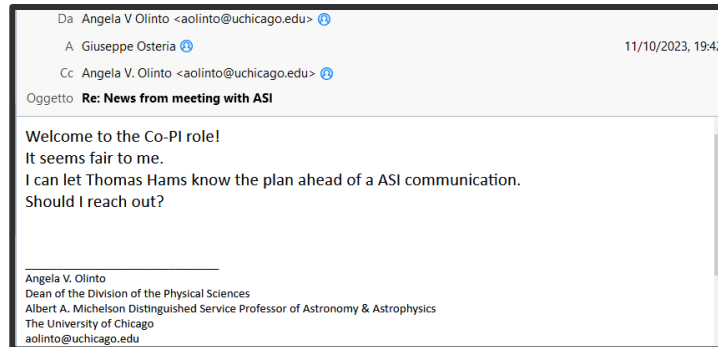 Da Angela V Olinto <aolinto@uchicago.edu>
A Giuseppe Osteria 11/10/2023, 19:42
Cc Angela V. Olinto <aolinto@uchicago.edu>
Oggetto Re: News from meeting with ASI
Welcome to the Co-PI role!
It seems fair to me.
I can let Thomas Hams know the plan ahead of a ASI communication.
Should I reach out?
Angela V. Olinto
Dean of the Division of the Physical Sciences
Albert A. Michelson Distinguished Service Professor of Astronomy & Astrophysics
The University of Chicago
aolinto@uchicago.edu